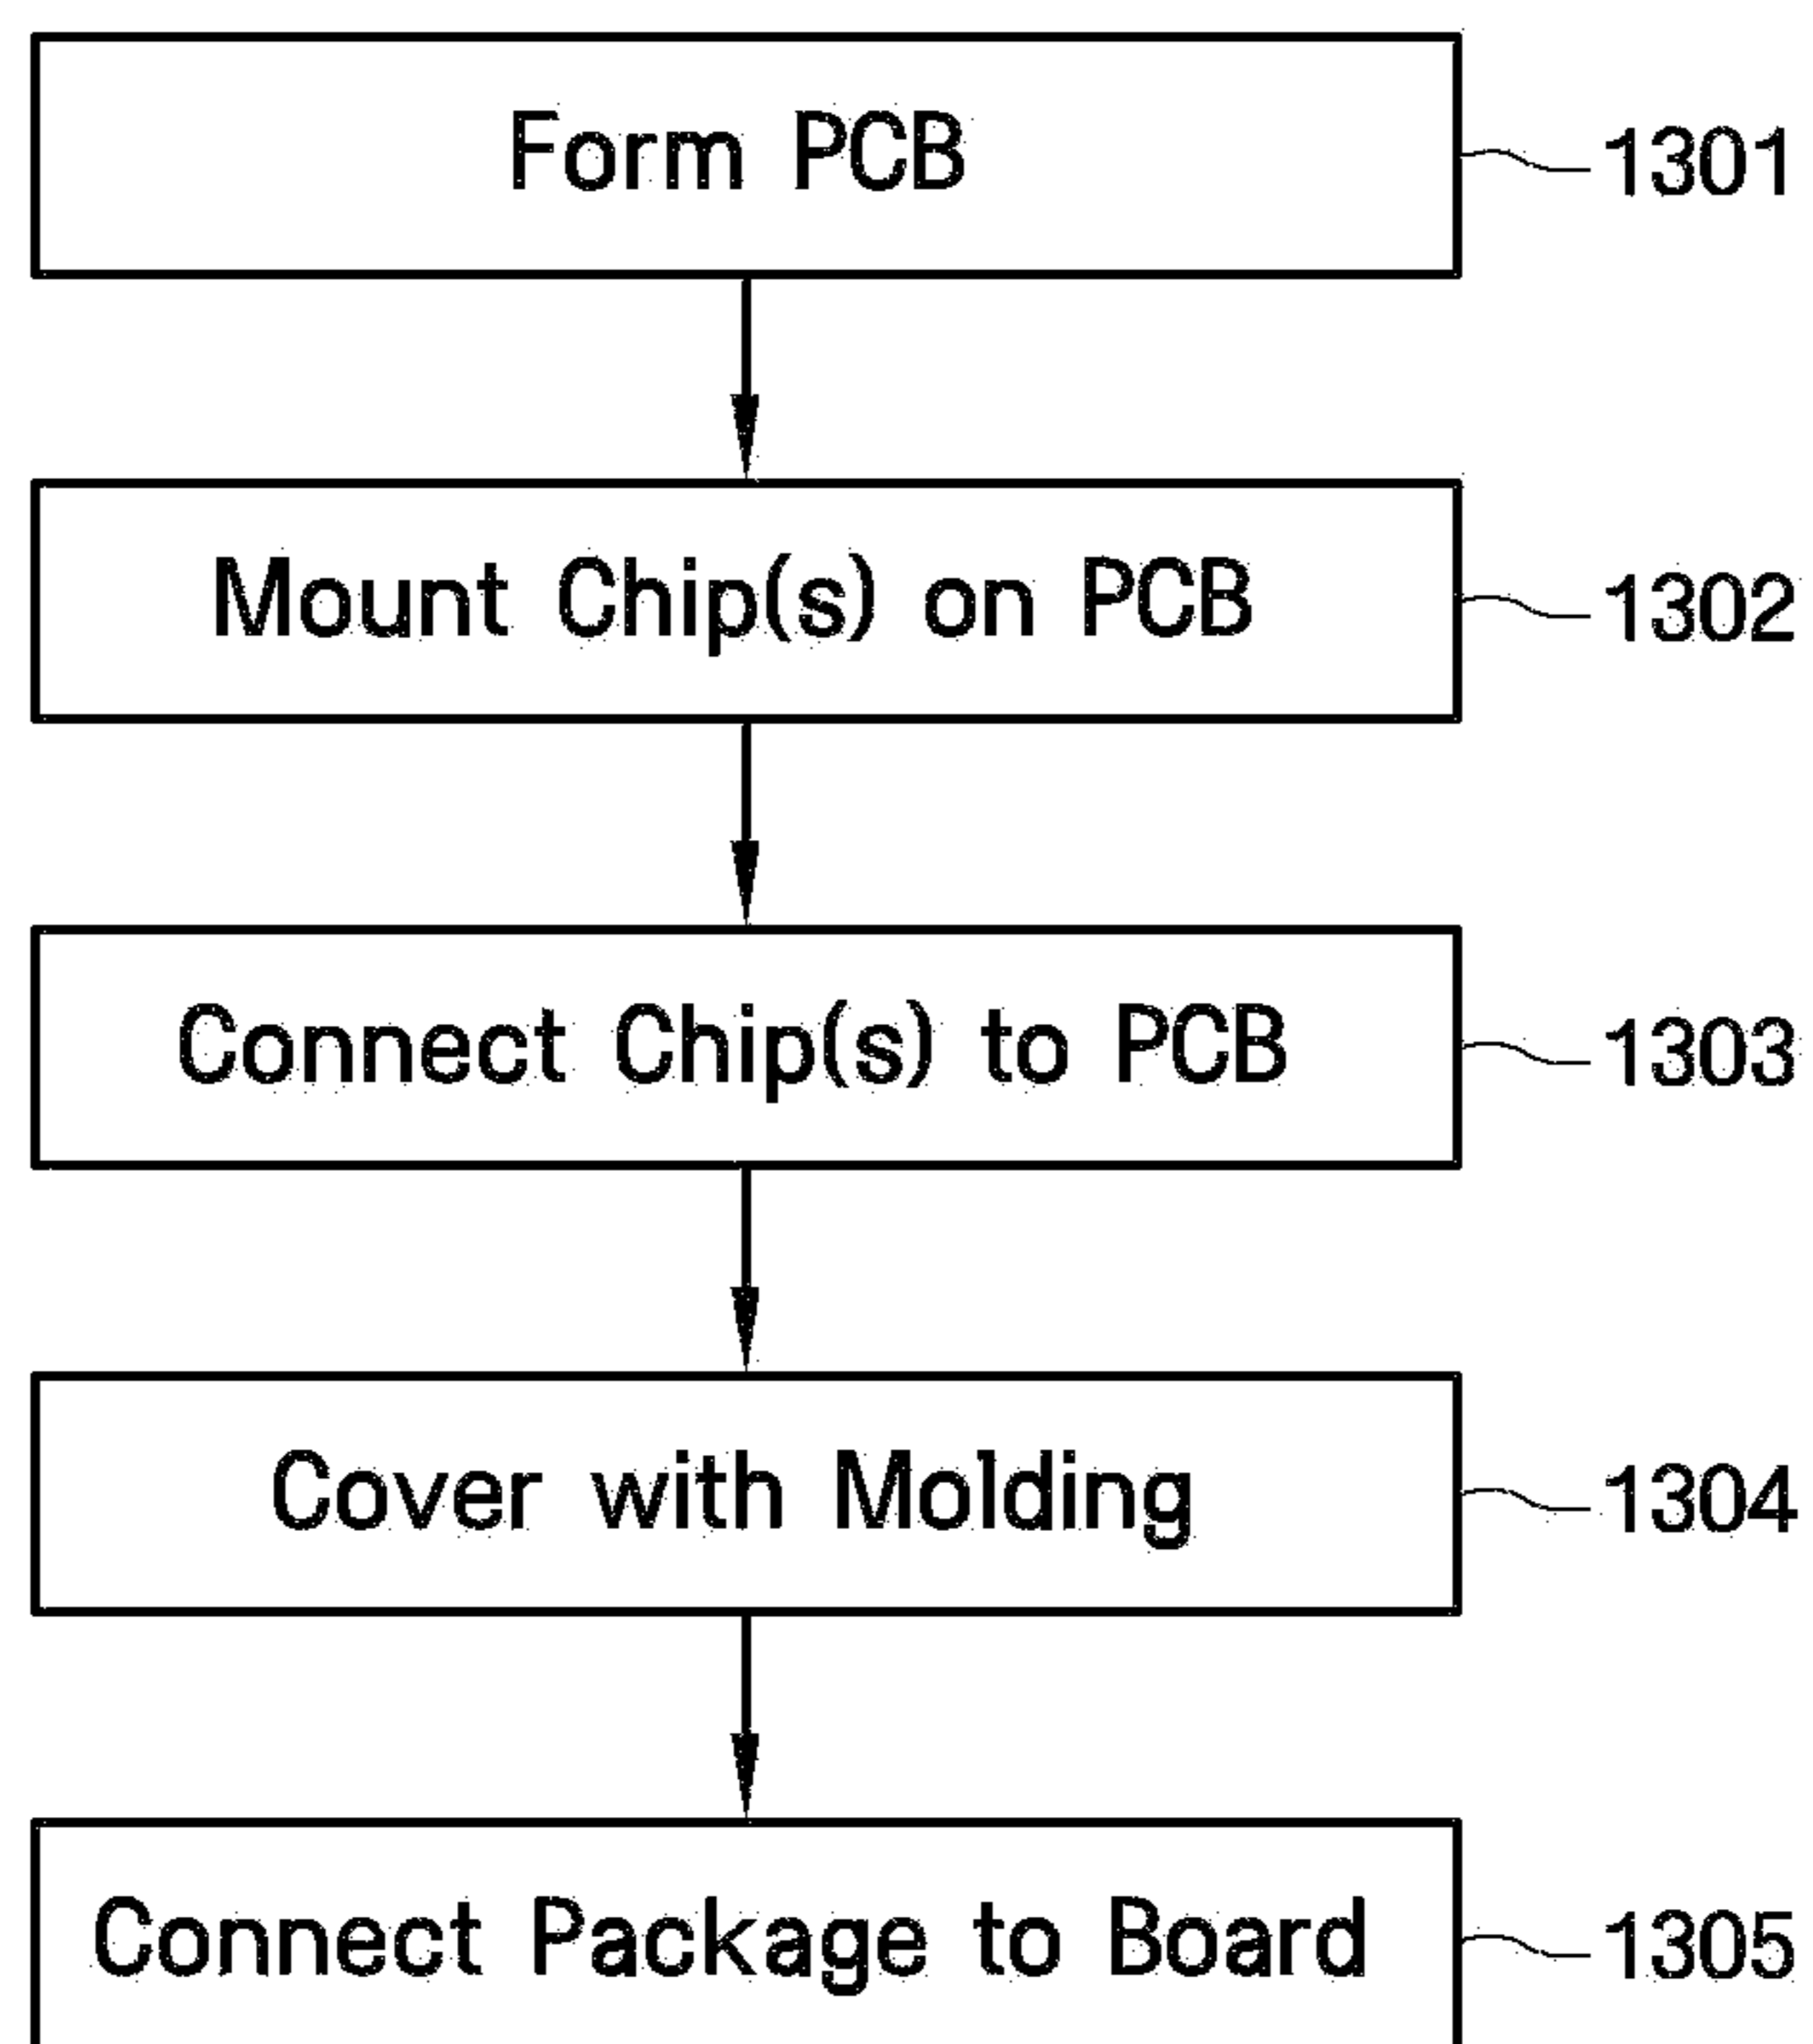 Form PCB 1301
Mount Chip(s) on PCB 1302
Connect Chip(s) to PCB 1303
Cover with Molding 1304
Connect Package to Board 1305